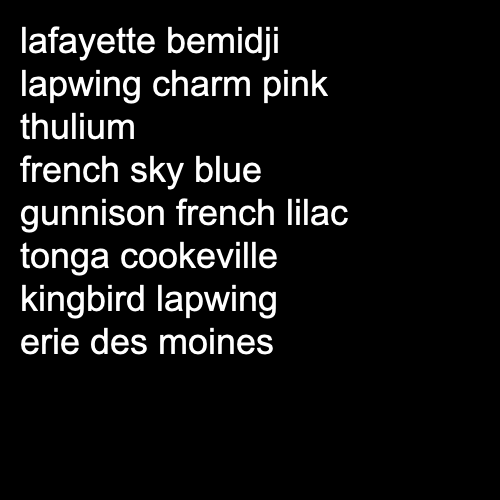 lafayette bemidji
lapwing charm pink
thulium
french sky blue
gunnison french lilac
tonga cookeville
kingbird lapwing
erie des moines